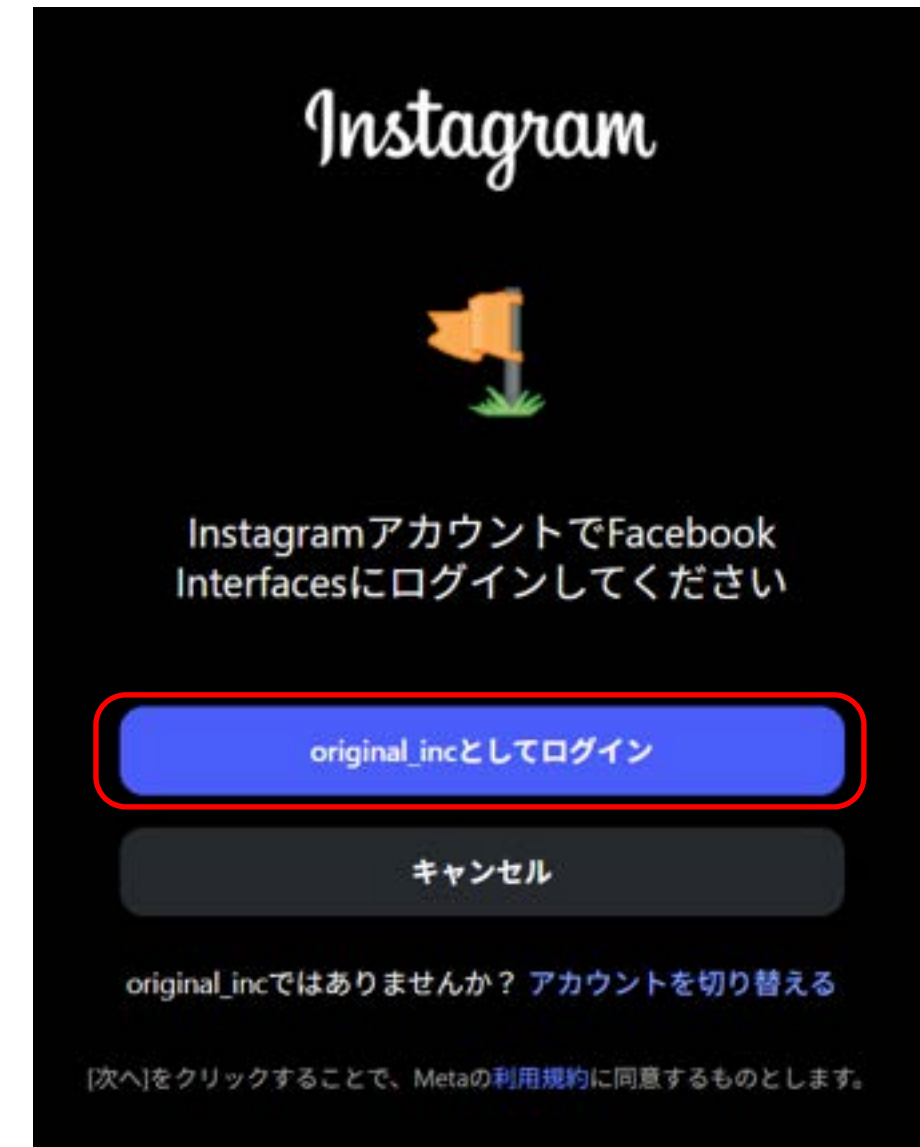 Instagram
InstagramアカウントでFacebook
Interfacesにログインしてください
original_incとしてログイン
キャンセル
original_incではありませんか？ アカウントを切り替える
[次へ]をクリックすることで、Metaの利用規約に同意するものとします。